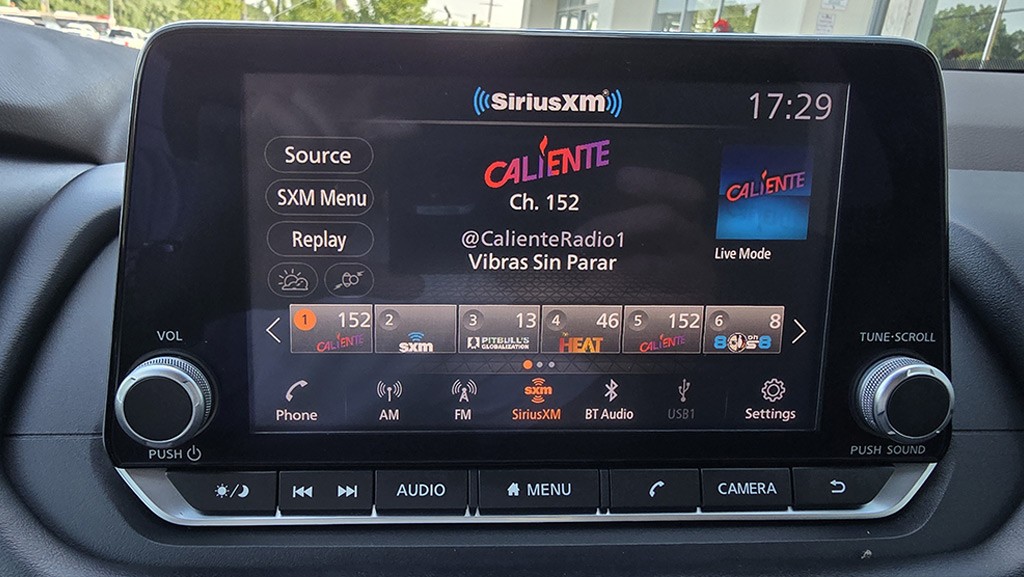 SiriusXM
17:29
Source
SXM Menu
Replay
CALIENTE
Ch. 152
@CalienteRadio1
Vibras Sin Parar
CALIENTE
Live Mode
1 152
CALIENTE
2
sxm
3 13
PITBULL'S
GLOBALIZATION
4 46
HEAT
5 152
CALIENTE
6 8
80s on 8
Phone
AM
FM
sxm
SiriusXM
BT Audio
USB1
Settings
VOL
PUSH
TUNE·SCROLL
PUSH SOUND
AUDIO
MENU
CAMERA